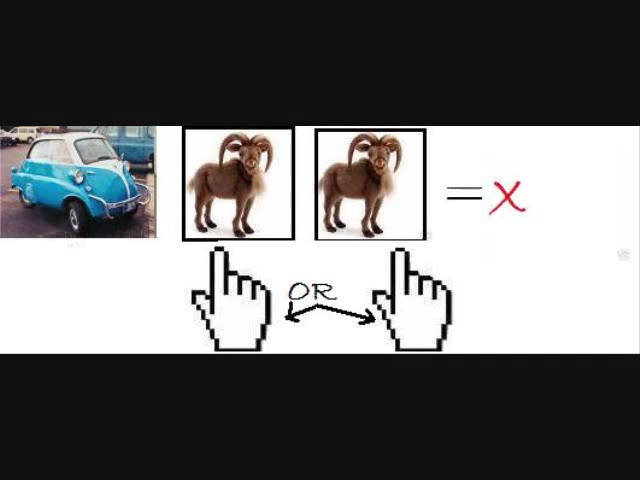 = X
OR